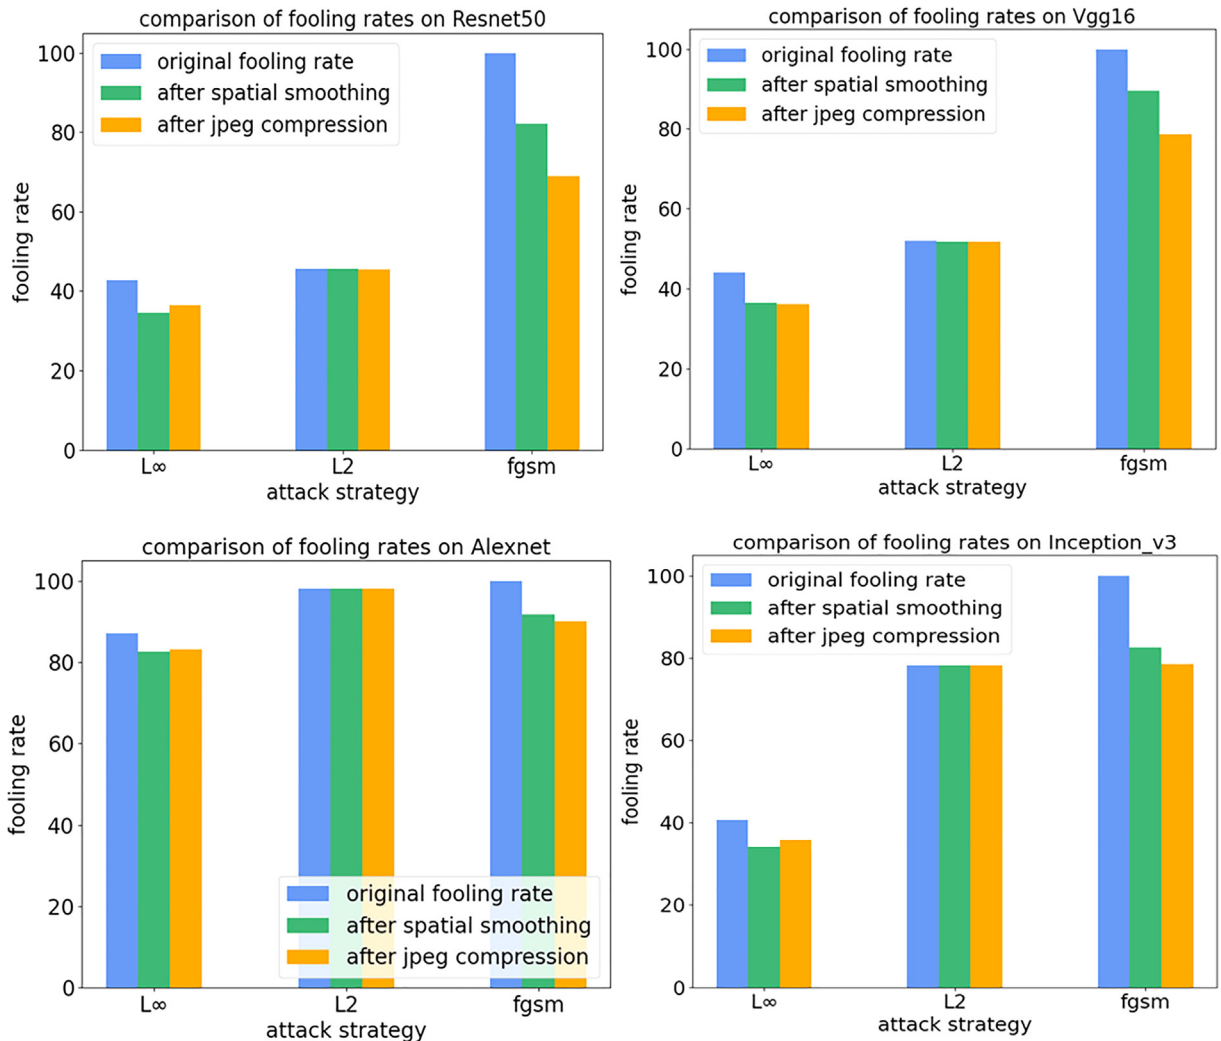 comparison of fooling rates on Resnet50
100
80
60
40
20
0
fooling rate
original fooling rate
after spatial smoothing
after jpeg compression
L∞ L2 fgsm
attack strategy
comparison of fooling rates on Vgg16
100
80
60
40
20
0
fooling rate
original fooling rate
after spatial smoothing
after jpeg compression
L∞ L2 fgsm
attack strategy
comparison of fooling rates on Alexnet
100
80
60
40
20
0
fooling rate
original fooling rate
after spatial smoothing
after jpeg compression
L∞ L2 fgsm
attack strategy
comparison of fooling rates on Inception_v3
100
80
60
40
20
0
fooling rate
original fooling rate
after spatial smoothing
after jpeg compression
L∞ L2 fgsm
attack strategy